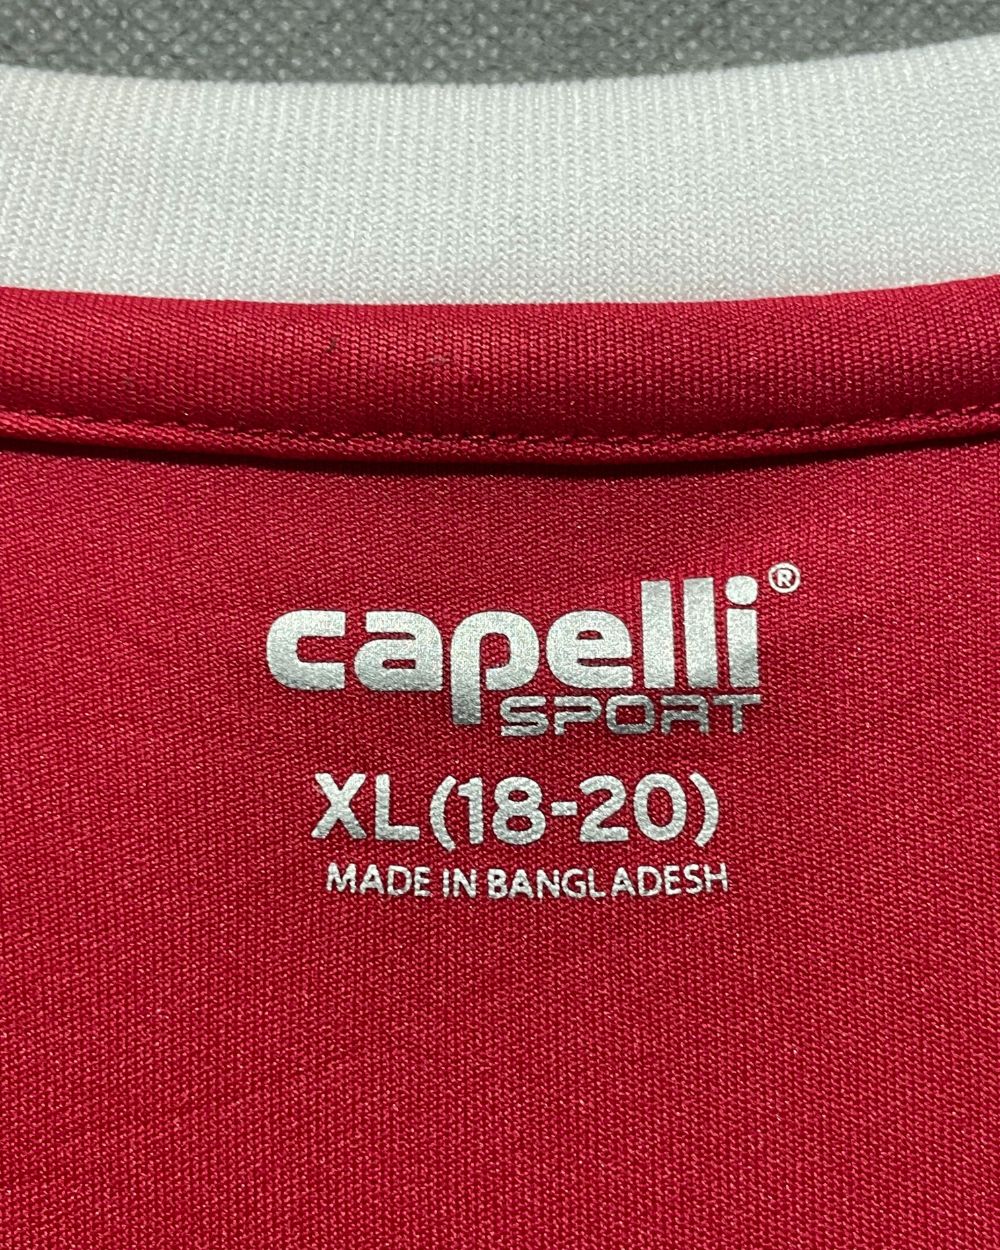 capelli®
SPORT
XL (18-20)
MADE IN BANGLADESH